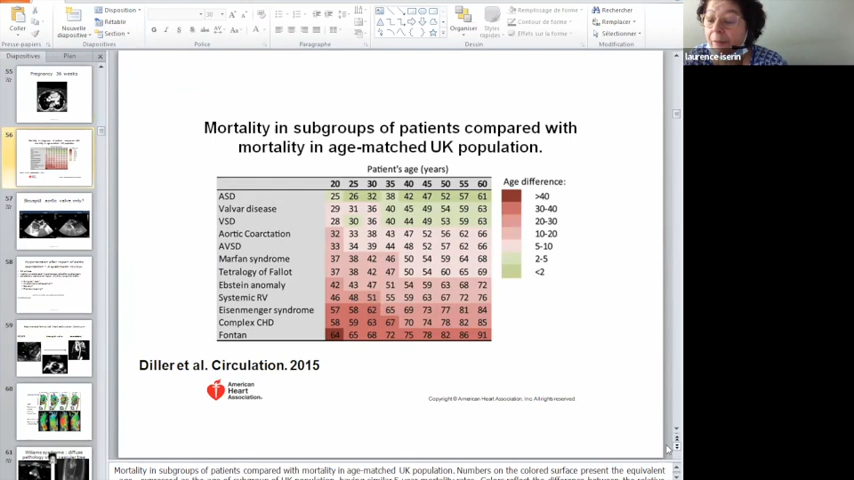 Disposition
Rétablir
Section
Coller
Nouvelle
diapositive
Organiser
Styles
rapides
Remplissage de forme
Contour de forme
Effets sur la forme
Rechercher
Remplacer
Sélectionner
Presse-papiers
Diapositives
Police
Paragraphe
Dessin
Modification
laurence iserin
Diapositives
Plan
55
Pregnancy 36 weeks
56
57
Bicuspid aortic valve only?
58
59
60
61
Mortality in subgroups of patients compared with
mortality in age-matched UK population.
Patient's age (years)
20 25 30 35 40 45 50 55 60
ASD 25 26 32 38 42 47 52 57 61
Valvar disease 29 31 36 40 45 49 54 59 63
VSD 28 30 36 40 44 49 53 59 63
Aortic Coarctation 32 33 38 43 47 52 56 62 66
AVSD 33 34 39 44 48 52 57 62 66
Marfan syndrome 37 38 42 46 50 54 59 64 68
Tetralogy of Fallot 37 38 42 47 50 54 60 65 69
Ebstein anomaly 42 43 47 51 54 59 63 68 72
Systemic RV 46 48 51 55 59 63 67 72 76
Eisenmenger syndrome 57 58 62 65 69 73 77 81 84
Complex CHD 58 59 63 67 70 74 78 82 85
Fontan 64 65 68 72 75 78 82 86 91
Age difference:
>40
30-40
20-30
10-20
5-10
2-5
<2
Diller et al. Circulation. 2015
American
Heart
Association.
Copyright © American Heart Association, Inc. All rights reserved.
Mortality in subgroups of patients compared with mortality in age-matched UK population. Numbers on the colored surface present the equivalent